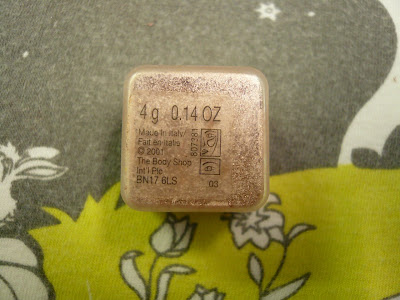 4 g 0.14 OZ
Made in Italy/
Fait en Italie
© 2001
The Body Shop
Int'l Plc
BN17 6LS
03